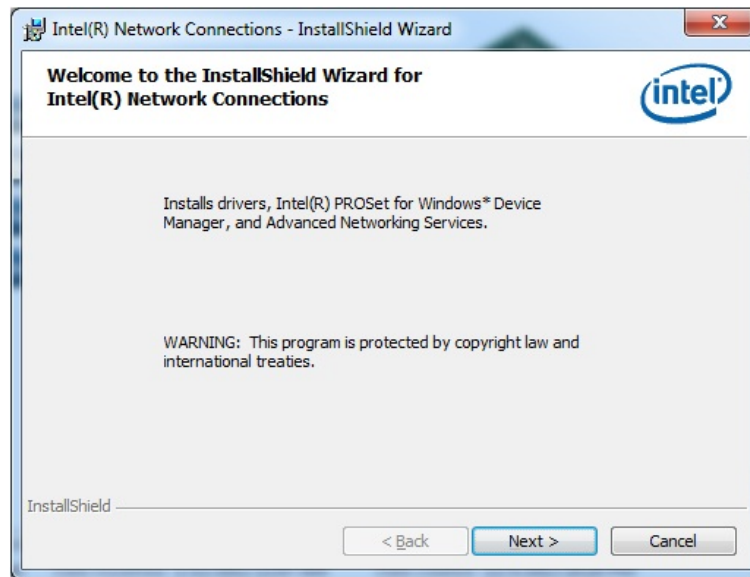 Intel(R) Network Connections - InstallShield Wizard
X
Welcome to the InstallShield Wizard for
Intel(R) Network Connections
intel
Installs drivers, Intel(R) PROSet for Windows* Device
Manager, and Advanced Networking Services.
WARNING:  This program is protected by copyright law and
international treaties.
InstallShield
< Back
Next >
Cancel